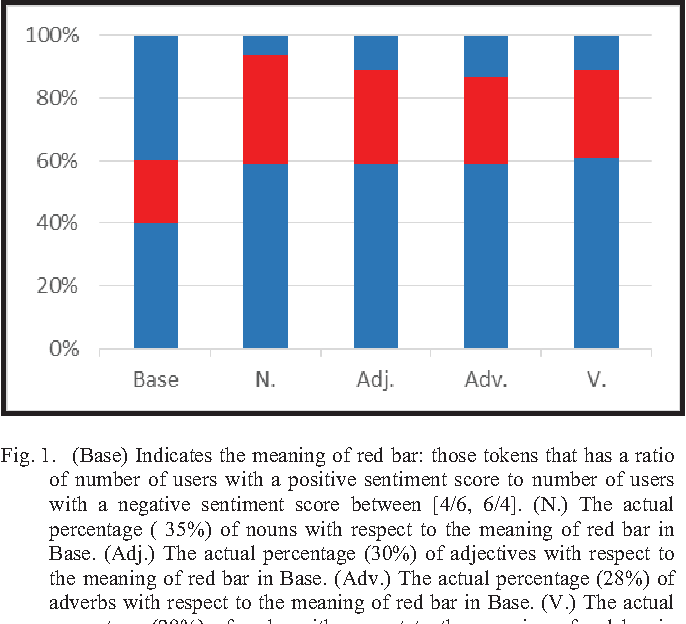 100%
80%
60%
40%
20%
0%
Base N. Adj. Adv. V.
Fig. 1. (Base) Indicates the meaning of red bar: those tokens that has a ratio
of number of users with a positive sentiment score to number of users
with a negative sentiment score between [4/6, 6/4]. (N.) The actual
percentage ( 35%) of nouns with respect to the meaning of red bar in
Base. (Adj.) The actual percentage (30%) of adjectives with respect to
the meaning of red bar in Base. (Adv.) The actual percentage (28%) of
adverbs with respect to the meaning of red bar in Base. (V.) The actual